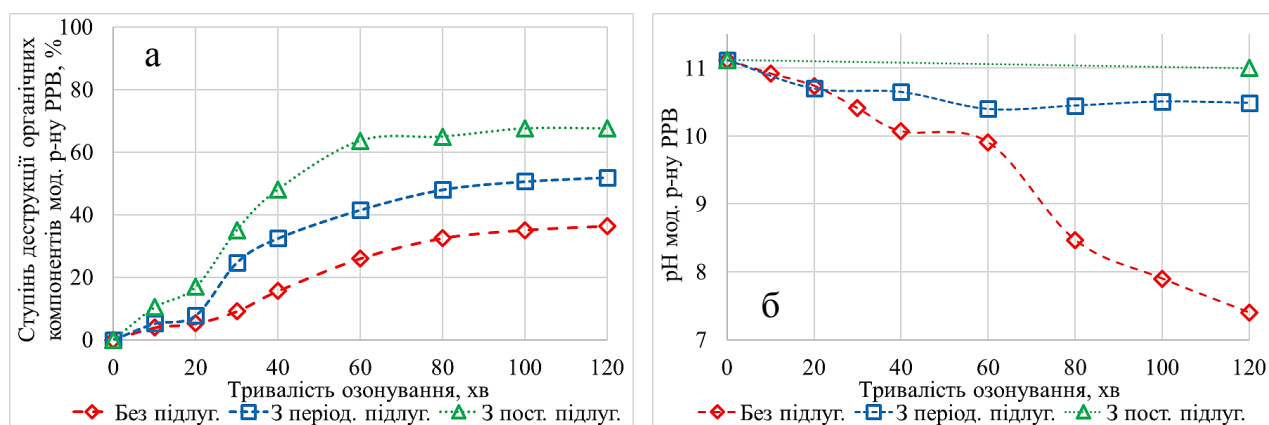 Ступінь деструкції органічних
компонентів мод. р-ну РРВ, %
100
80
60
40
20
0
а
0 20 40 60 80 100 120
Тривалість озонування, хв
Без підлуг. З період. підлуг. З пост. підлуг.
рН мод. р-ну РРВ
11
10
9
8
7
б
0 20 40 60 80 100 120
Тривалість озонування, хв
Без підлуг. З період. підлуг. З пост. підлуг.